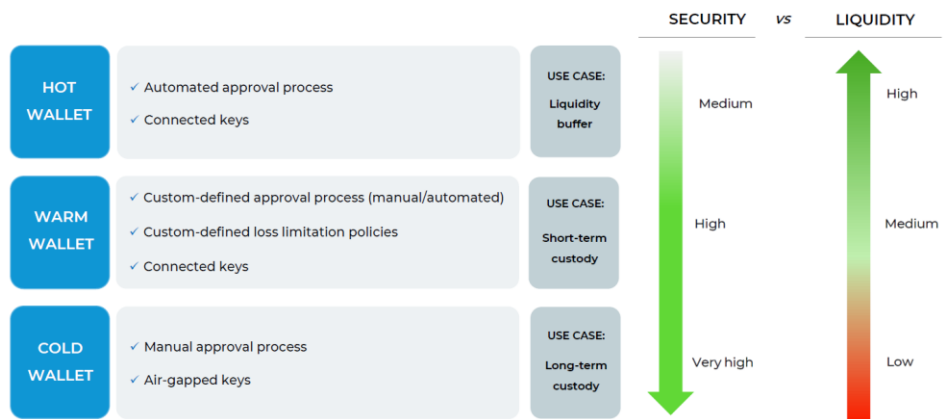 SECURITY vs LIQUIDITY
HOT
WALLET
✓ Automated approval process
✓ Connected keys
USE CASE:
Liquidity
buffer
Medium
High
WARM
WALLET
✓ Custom-defined approval process (manual/automated)
✓ Custom-defined loss limitation policies
✓ Connected keys
USE CASE:
Short-term
custody
High
Medium
COLD
WALLET
✓ Manual approval process
✓ Air-gapped keys
USE CASE:
Long-term
custody
Very high
Low